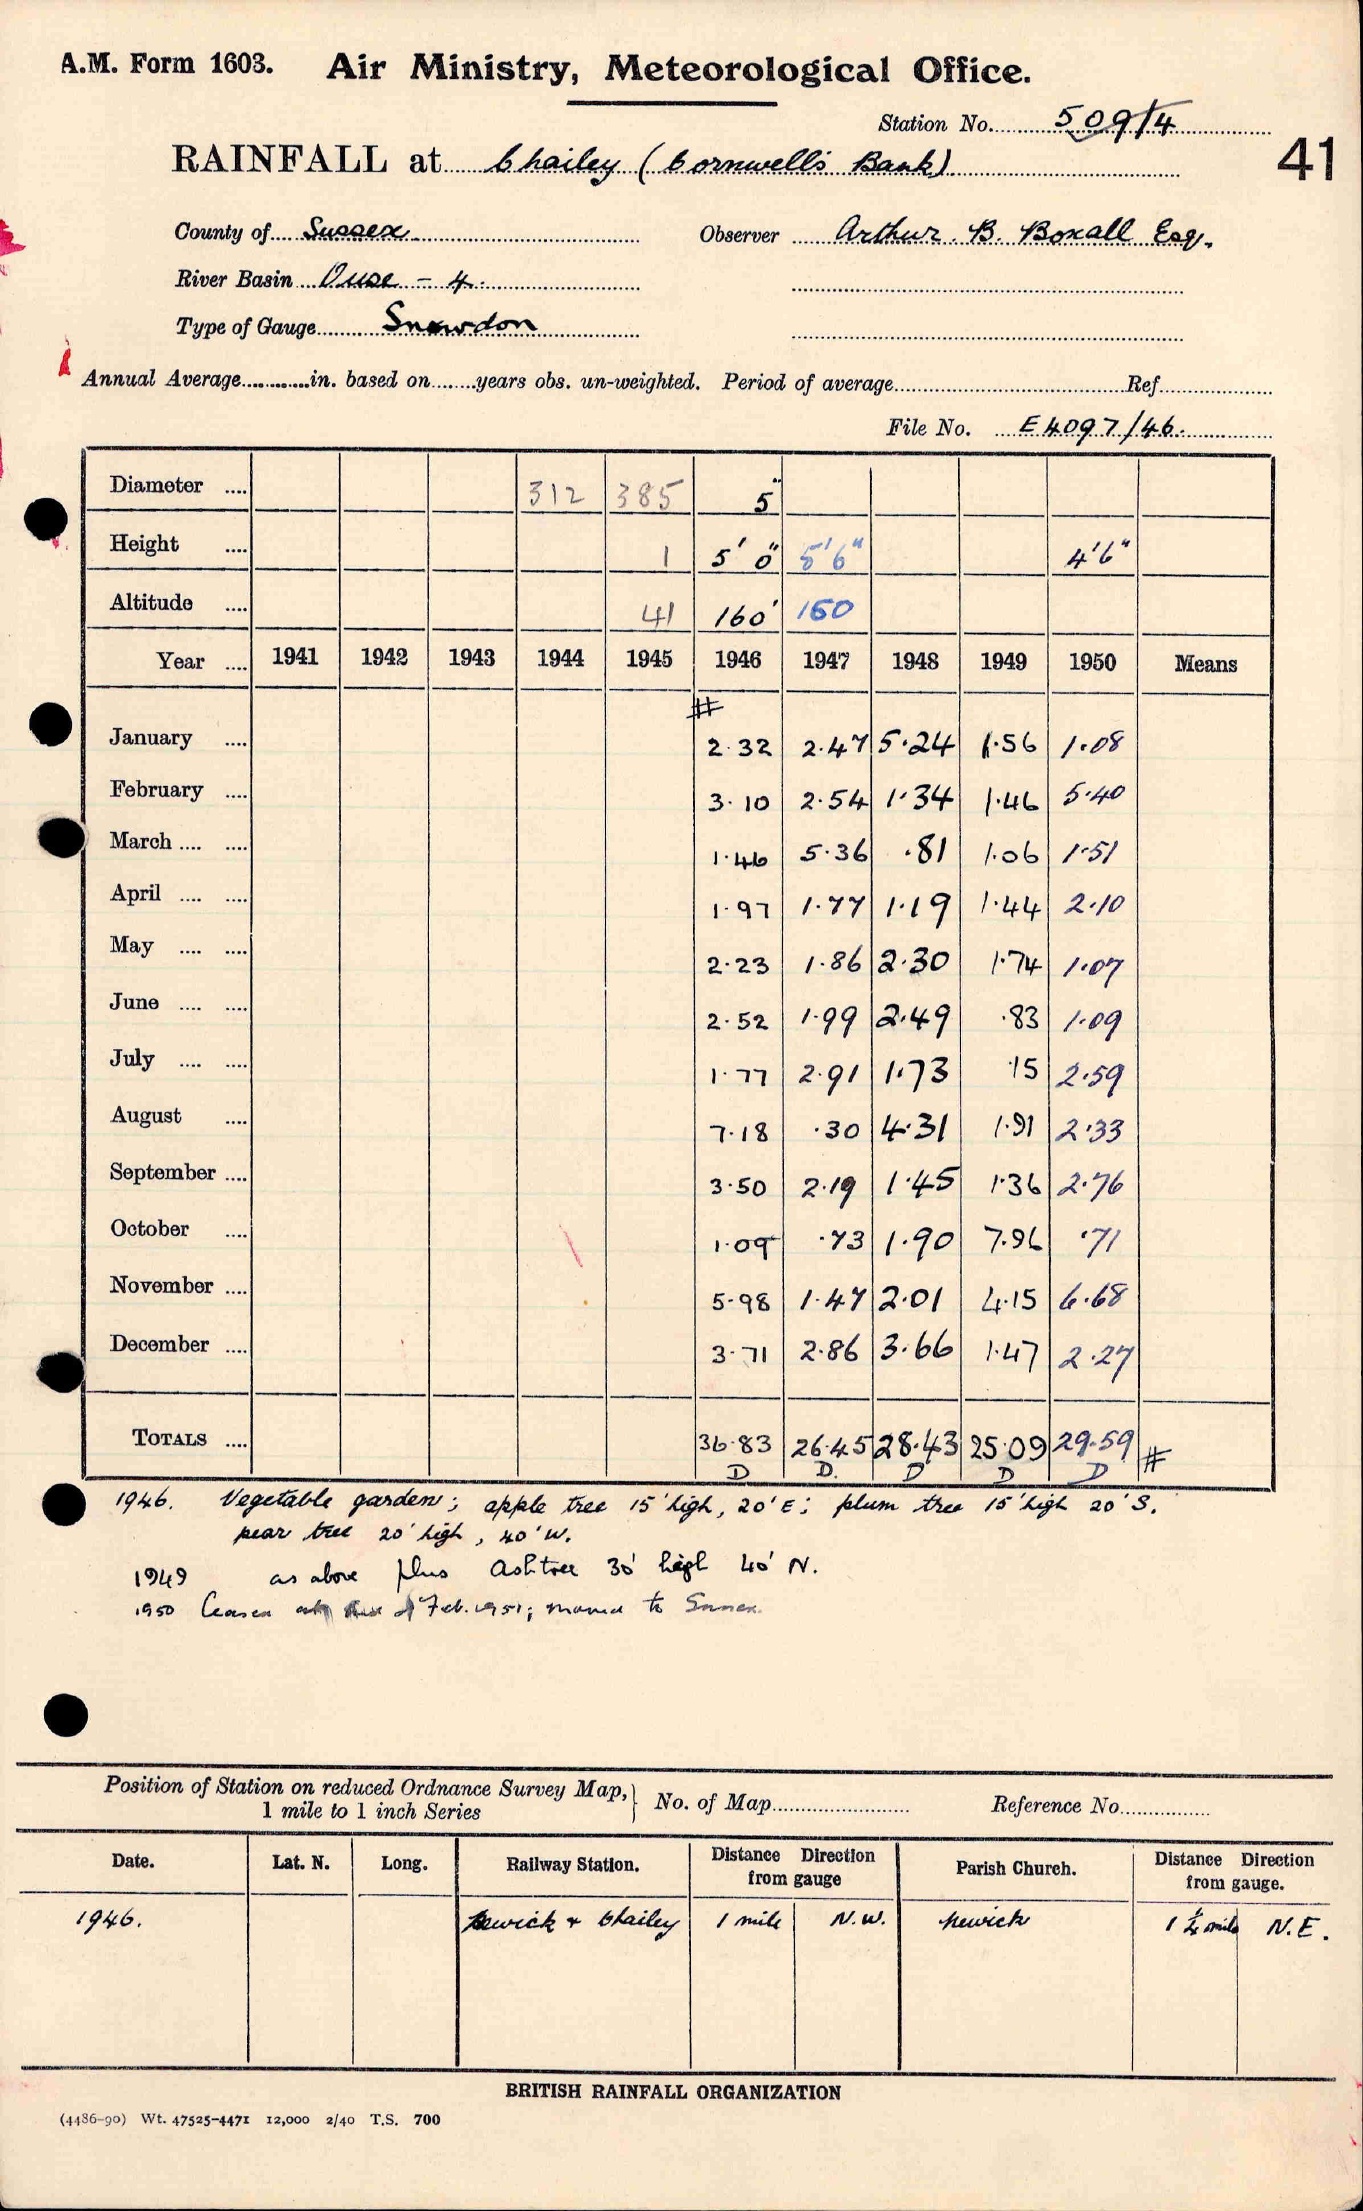 A.M. Form 1603. Air Ministry, Meteorological Office.
Station No. 509/4
RAINFALL at Chailey (Cornwell's Bank) 41
County of Sussex Observer Arthur. B. Boxall Esq.
River Basin Ouse - 4.
Type of Gauge Snowdon
Annual Average............in. based on........years obs. un-weighted. Period of average Ref.
File No. E4097/46.
Diameter .... 312 385 5"
Height .... 1 5' 0" 5'6" 4'6"
Altitude .... 41 160' 160
Year .... 1941 1942 1943 1944 1945 1946 1947 1948 1949 1950 Means
#
January .... 2.32 2.47 5.24 1.56 1.08
February .... 3.10 2.54 1.34 1.46 5.40
March .... .... 1.46 5.36 .81 1.06 1.51
April .... .... 1.97 1.77 1.19 1.44 2.10
May .... .... 2.23 1.86 2.30 1.74 1.07
June .... .... 2.52 1.99 2.49 .83 1.09
July .... .... 1.77 2.91 1.73 .15 2.59
August .... 7.18 .30 4.31 1.91 2.33
September .... 3.50 2.19 1.45 1.36 2.76
October .... 1.09 .73 1.90 7.96 .71
November .... 5.98 1.47 2.01 4.15 6.68
December .... 3.71 2.86 3.66 1.47 2.27
TOTALS .... 36.83 26.45 28.43 25.09 29.59 #
D D. D D D
1946. Vegetable garden; apple tree 15' high, 20' E; plum tree 15' high 20' S.
pear tree 20' high, 40' W.
1949 as above plus Ash tree 30' high 40' N.
1950 Ceased at Feb. 1951; moved to
Position of Station on reduced Ordnance Survey Map, } No. of Map Reference No.
1 mile to 1 inch Series
Date. Lat. N. Long. Railway Station. Distance Direction from gauge Parish Church. Distance Direction from gauge.
1946. Newick & Chailey 1 mile N.W. Newick 1 1/4 mile N.E.
BRITISH RAINFALL ORGANIZATION
(4486-90) Wt. 47525-4471 12,000 2/40 T.S. 700